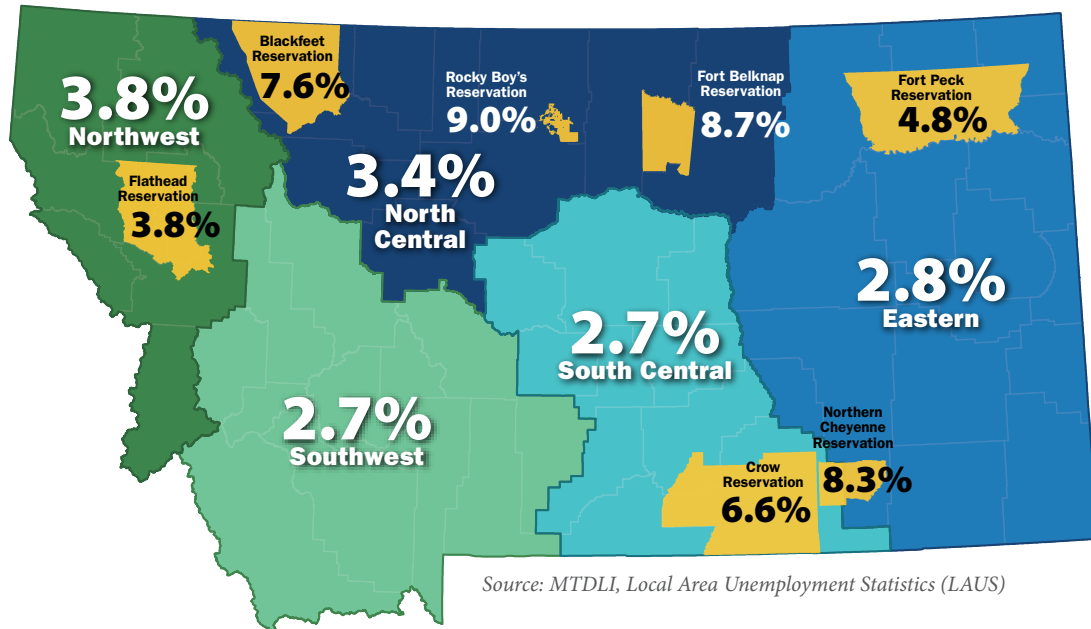 3.8%
Northwest
Flathead
Reservation
3.8%
Blackfeet
Reservation
7.6%
Rocky Boy's
Reservation
9.0%
Fort Belknap
Reservation
8.7%
3.4%
North
Central
Fort Peck
Reservation
4.8%
2.8%
Eastern
2.7%
South Central
2.7%
Southwest
Northern
Cheyenne
Reservation
8.3%
Crow
Reservation
6.6%
Source: MTDLI, Local Area Unemployment Statistics (LAUS)